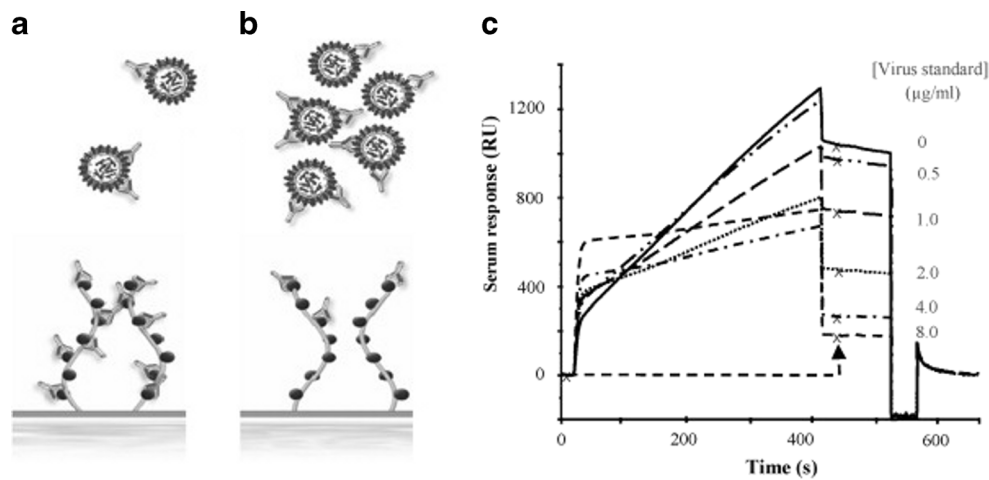 a
b
c
[Virus standard]
(μg/ml)
Serum response (RU)
1200
800
400
0
0
0.5
1.0
2.0
4.0
8.0
0
200
400
600
Time (s)